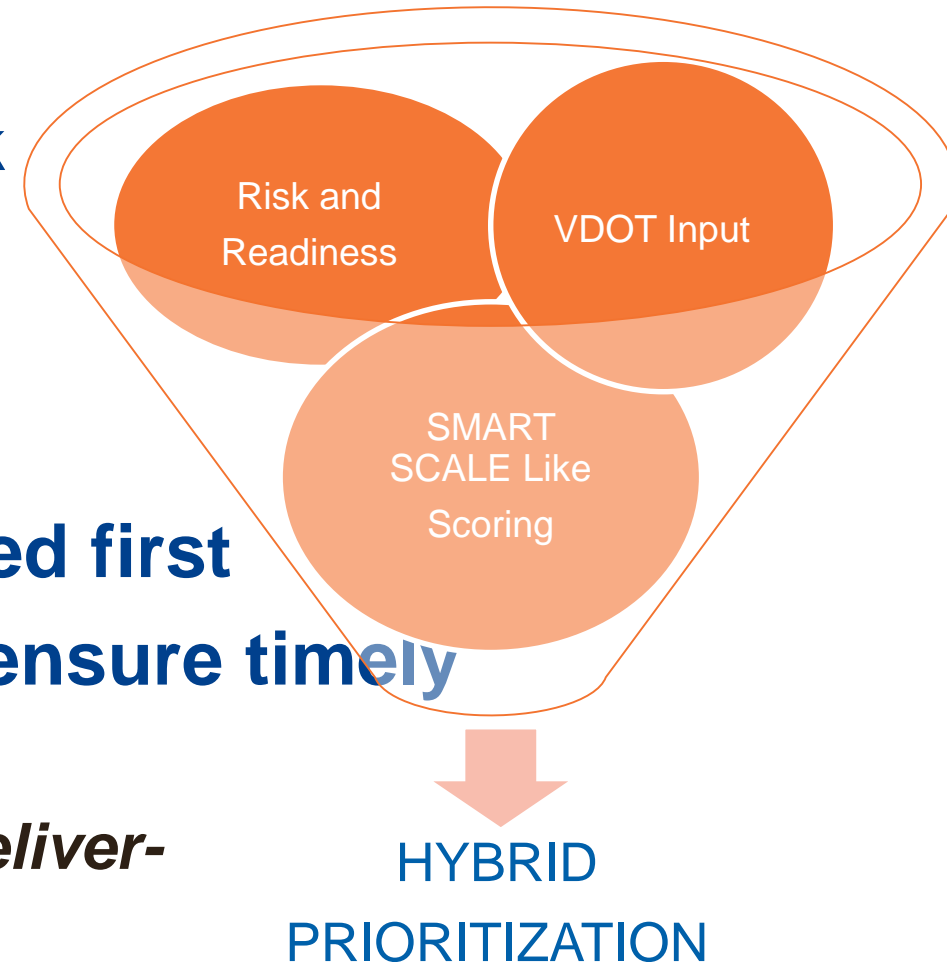 Risk and
Readiness
VDOT Input
SMART
SCALE Like
Scoring
ed first
ensure timely
eliver-
HYBRID
PRIORITIZATION